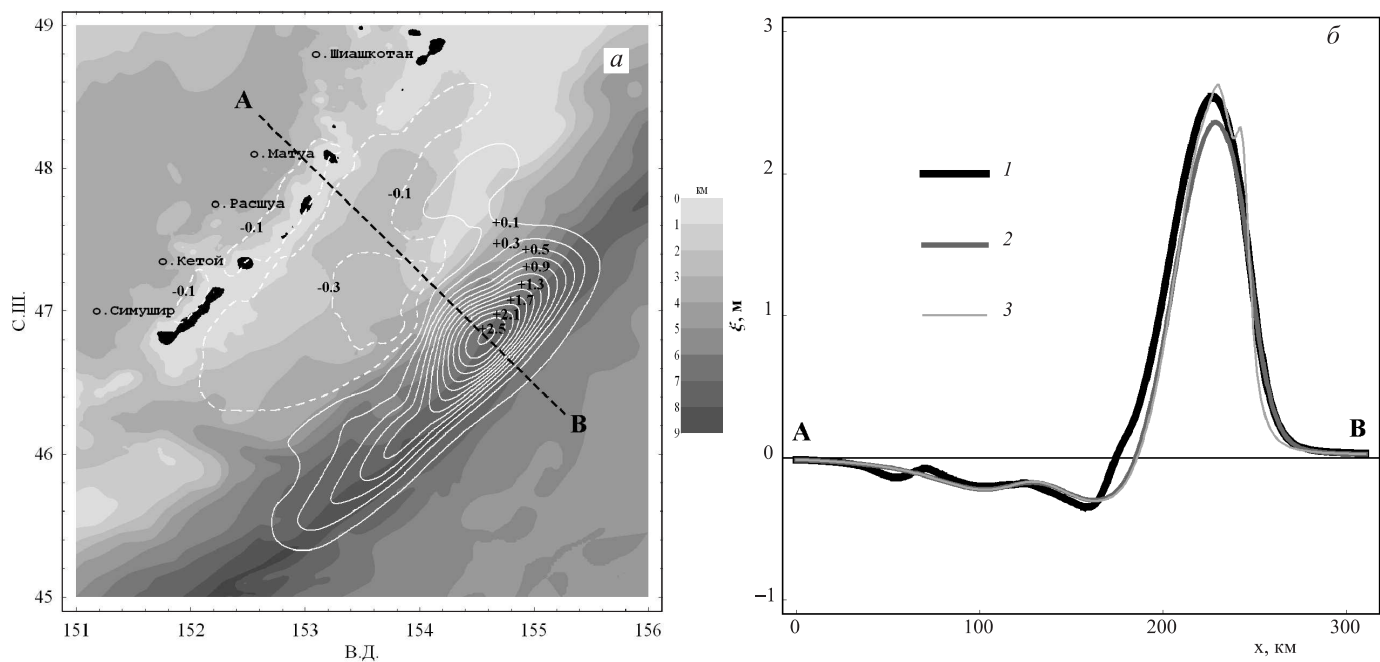 49
48
47
46
45
С.Ш.
151
152
153
154
155
156
В.Д.
а
о.Шиашкотан
А
о.Матуа
о.Расшуа
-0.1
-0.1
о.Кетой
-0.1
-0.3
о.Симушир
+0.1
+0.3
+0.5
+0.9
+1.3
+1.7
+2.1
+2.5
В
км
0
1
2
3
4
5
6
7
8
9
б
3
2
1
0
−1
ξ, м
1
2
3
А
В
0
100
200
300
x, км